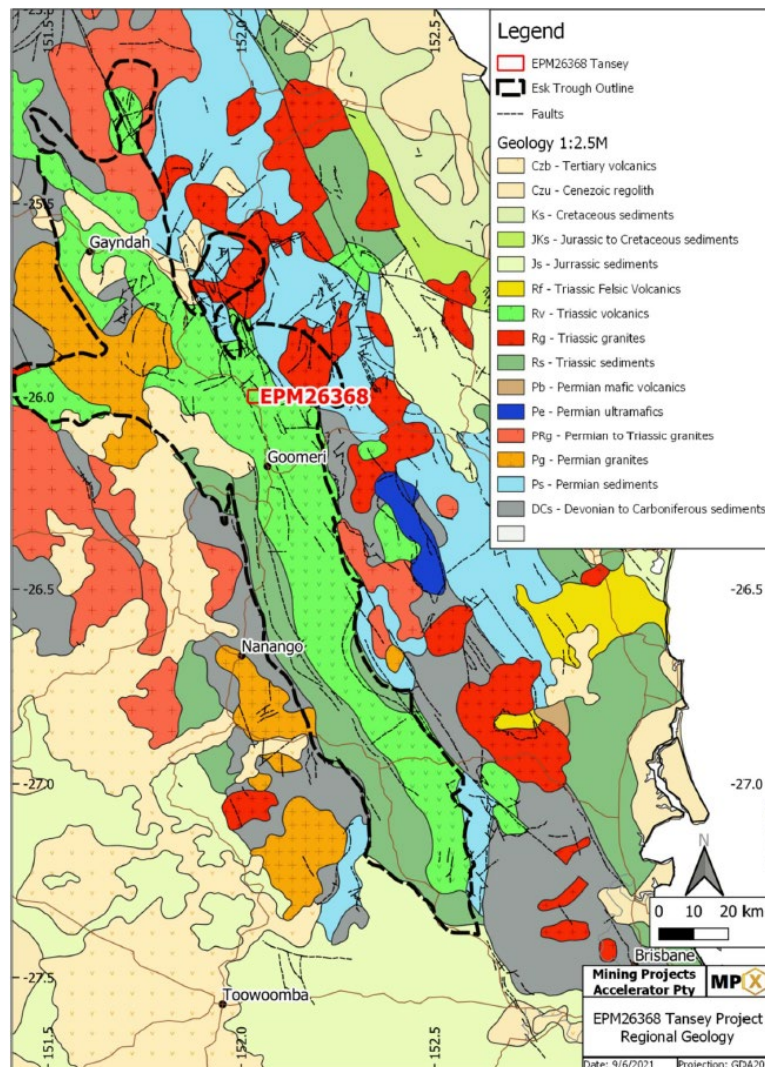 151.5
152.0
152.5
Legend
EPM26368 Tansey
Esk Trough Outline
Faults
Geology 1:2.5M
Czb - Tertiary volcanics
Czu - Cenezoic regolith
Ks - Cretaceous sediments
JKs - Jurassic to Cretaceous sediments
Js - Jurrassic sediments
Rf - Triassic Felsic Volcanics
Rv - Triassic volcanics
Rg - Triassic granites
Rs - Triassic sediments
Pb - Permian mafic volcanics
Pe - Permian ultramafics
PRg - Permian to Triassic granites
Pg - Permian granites
Ps - Permian sediments
DCs - Devonian to Carboniferous sediments
-25.5
Gayndah
-26.0
EPM26368
Goomeri
-26.5
-26.5
Nanango
-27.0
-27.0
N
0 10 20 km
-27.5
Toowoomba
Brisbane
Mining Projects
Accelerator Pty
MPX
EPM26368 Tansey Project
Regional Geology
Date: 9/6/2021
Projection: GDA20
151.5
152.0
152.5